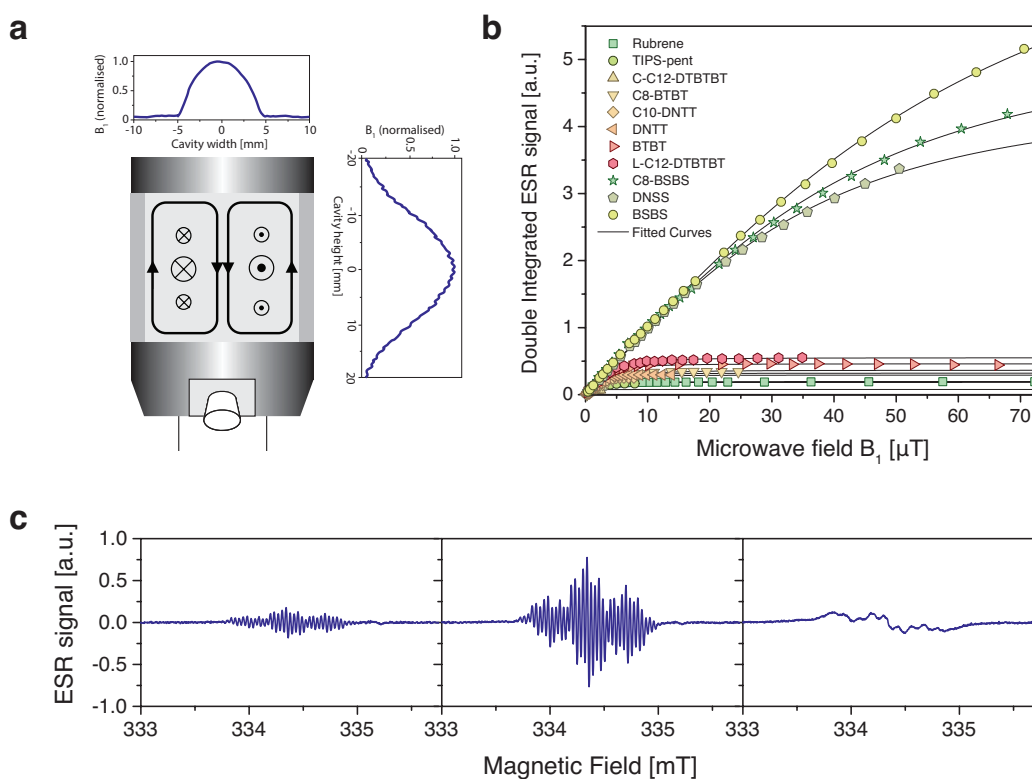 a
B1 (normalised)
1.0
0.5
0
-10
-5
0
5
10
Cavity width [mm]
B1 (normalised)
0
0.5
1.0
-20
-10
0
10
20
Cavity height [mm]
b
Double Integrated ESR signal [a.u.]
5
4
3
2
1
0
Rubrene
TIPS-pent
C-C12-DTBTBT
C8-BTBT
C10-DNTT
DNTT
BTBT
L-C12-DTBTBT
C8-BSBS
DNSS
BSBS
Fitted Curves
0 10 20 30 40 50 60 70
Microwave field B1 [µT]
c
ESR signal [a.u.]
1.0
0.5
0.0
-0.5
-1.0
333 334 335 333 334 335 333 334 335
Magnetic Field [mT]